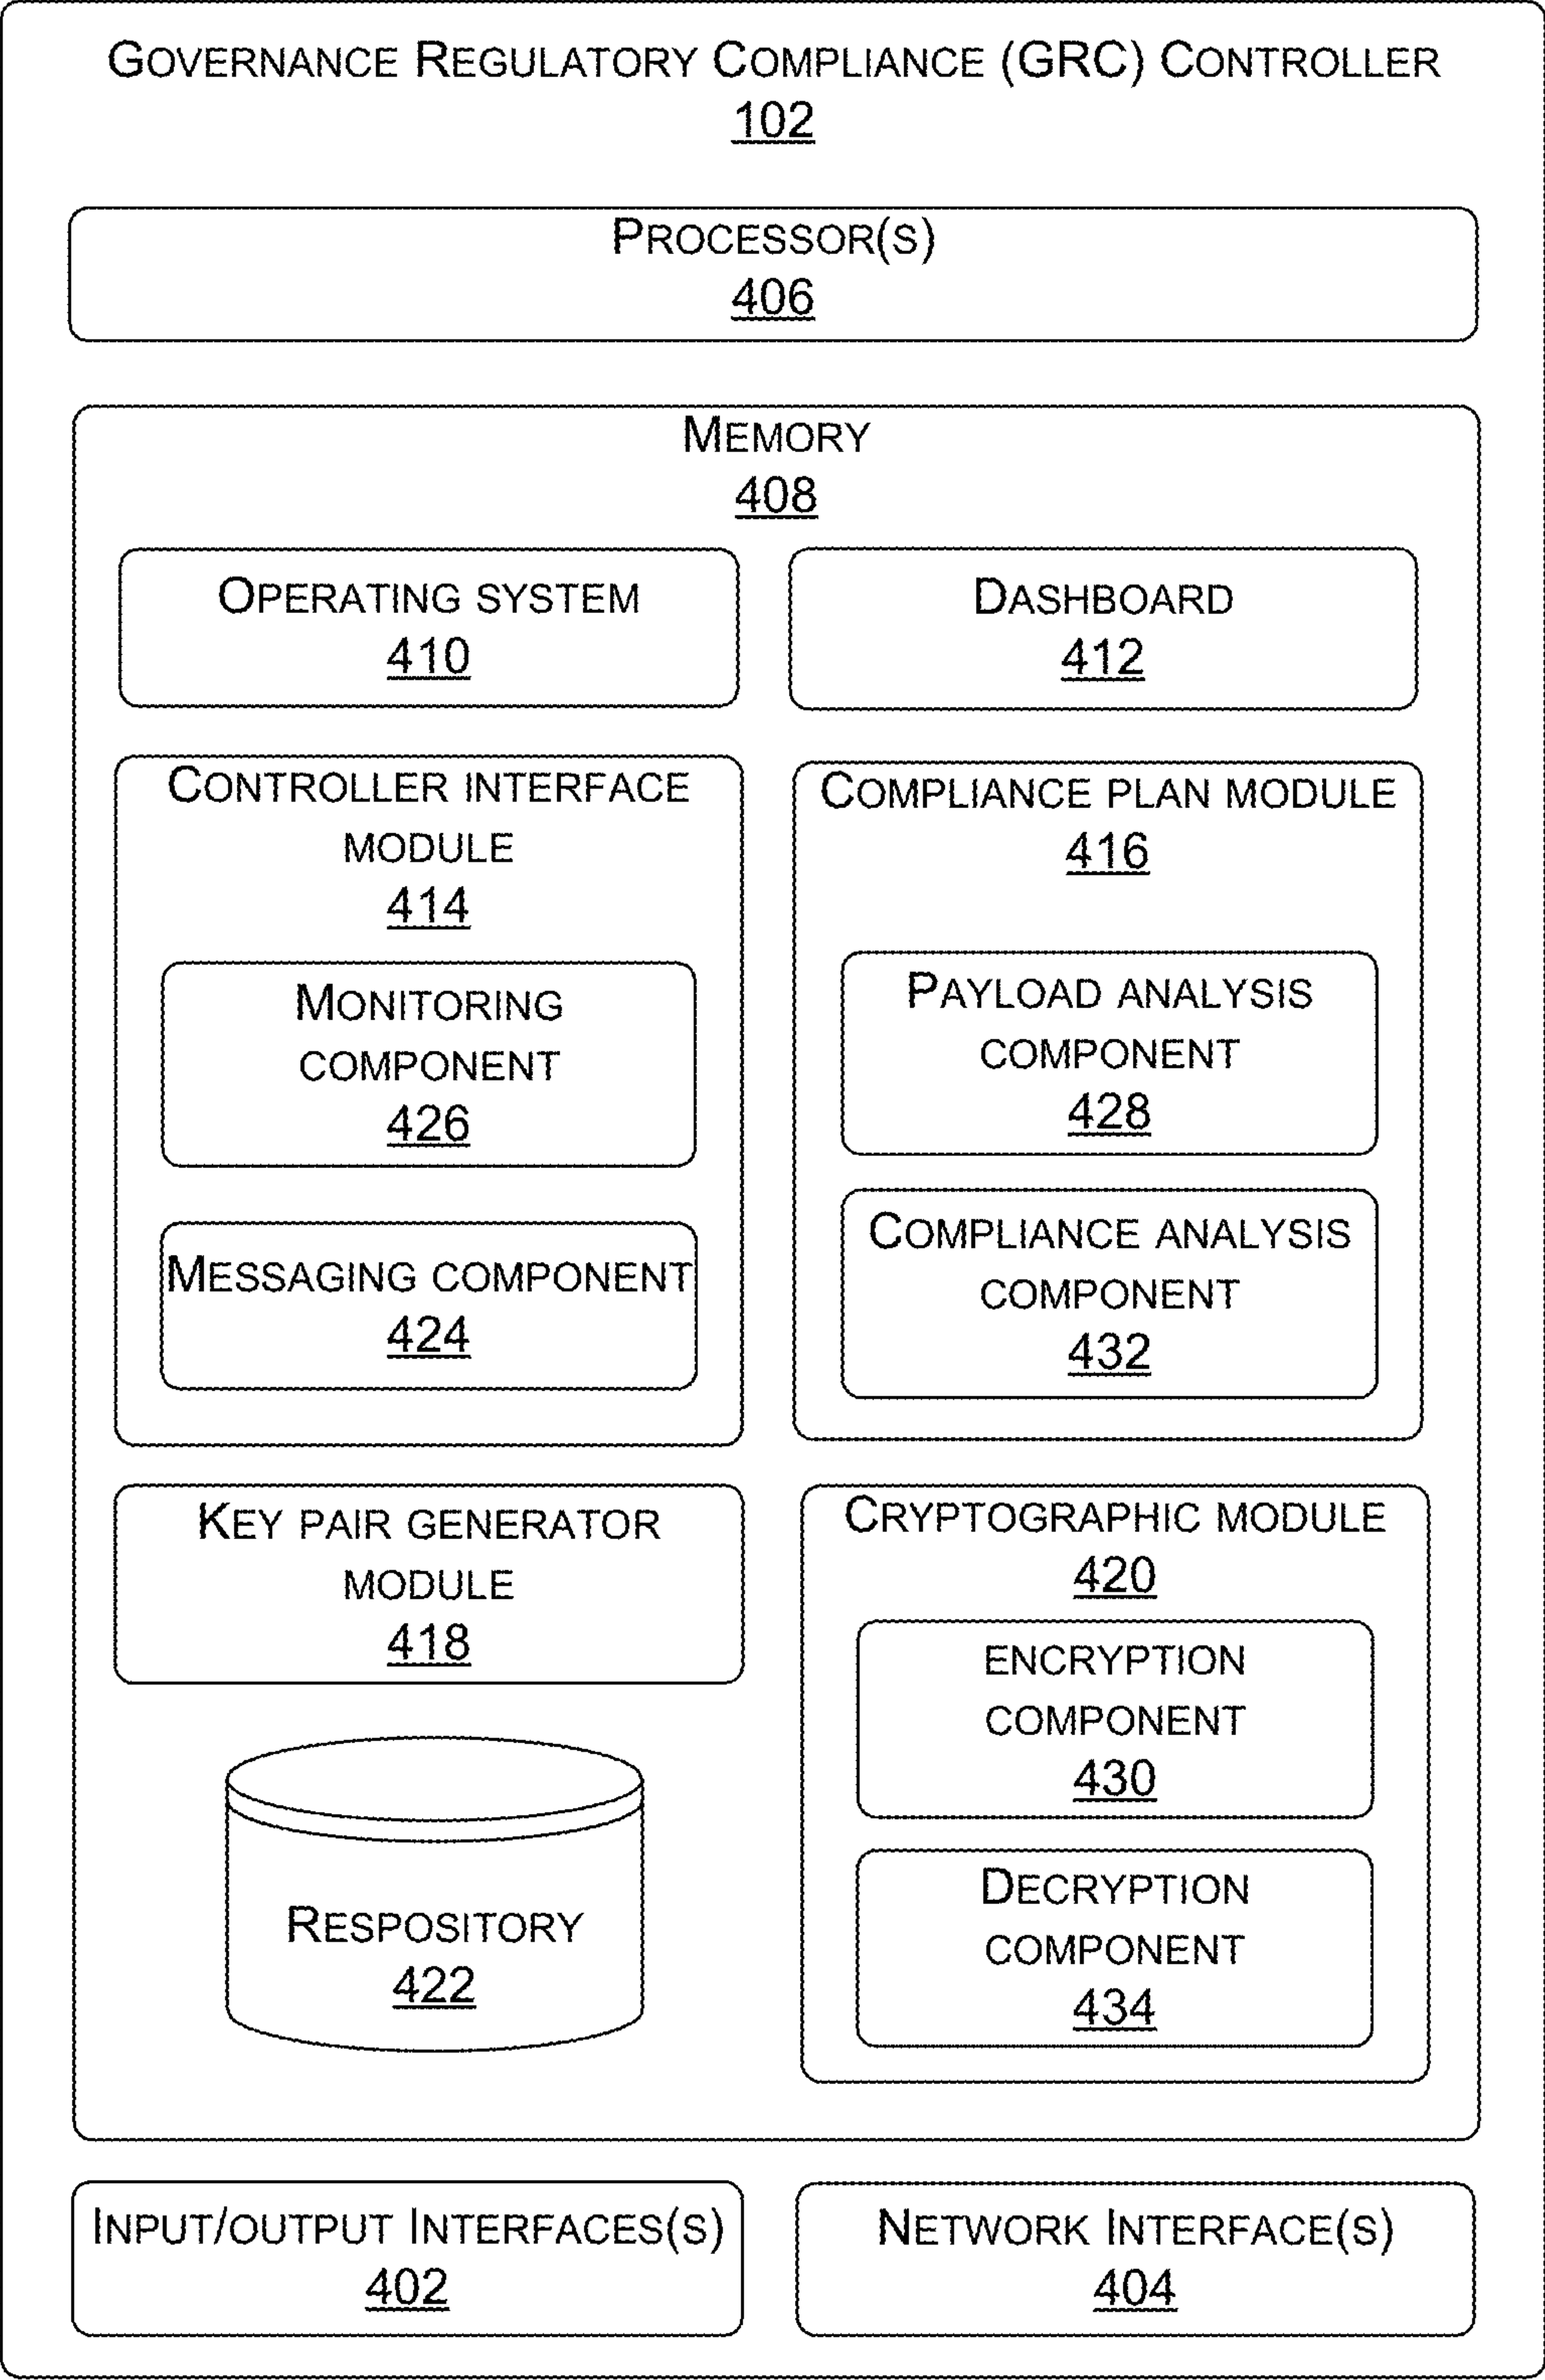 GOVERNANCE REGULATORY COMPLIANCE (GRC) CONTROLLER
102
PROCESSOR(S)
406
MEMORY
408
OPERATING SYSTEM
410
DASHBOARD
412
CONTROLLER INTERFACE
MODULE
414
MONITORING
COMPONENT
426
MESSAGING COMPONENT
424
COMPLIANCE PLAN MODULE
416
PAYLOAD ANALYSIS
COMPONENT
428
COMPLIANCE ANALYSIS
COMPONENT
432
KEY PAIR GENERATOR
MODULE
418
RESPOSITORY
422
CRYPTOGRAPHIC MODULE
420
ENCRYPTION
COMPONENT
430
DECRYPTION
COMPONENT
434
INPUT/OUTPUT INTERFACES(S)
402
NETWORK INTERFACE(S)
404